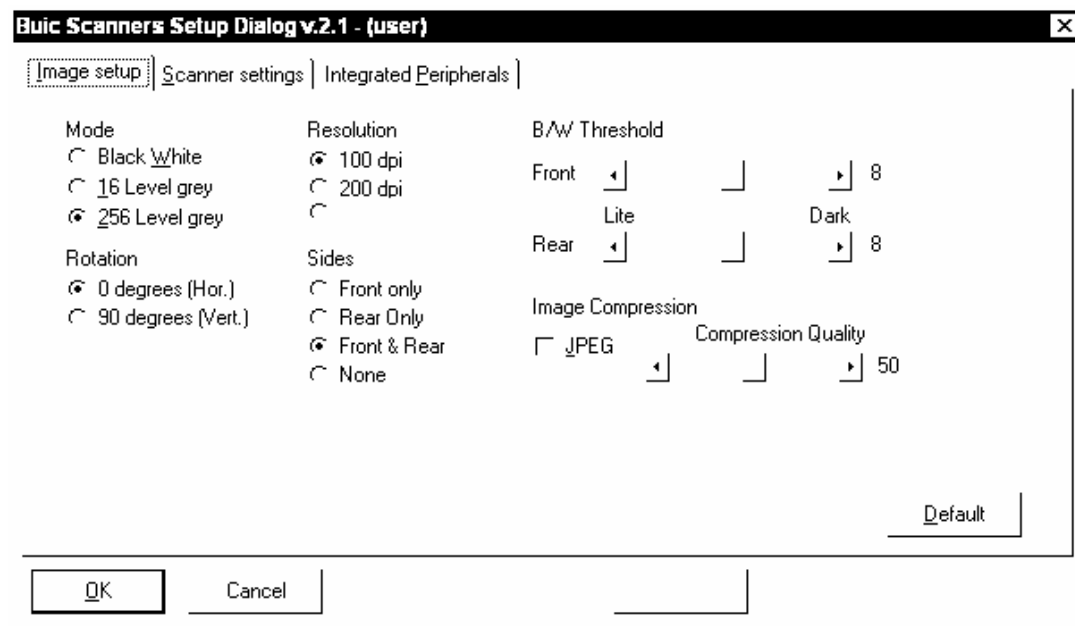 Buic Scanners Setup Dialog v.2.1 - (user)
Image setup Scanner settings Integrated Peripherals
Mode
Black White
16 Level grey
256 Level grey
Resolution
100 dpi
200 dpi
B/W Threshold
Front 8
Lite Dark
Rear 8
Rotation
0 degrees (Hor.)
90 degrees (Vert.)
Sides
Front only
Rear Only
Front & Rear
None
Image Compression
JPEG
Compression Quality
50
Default
OK Cancel